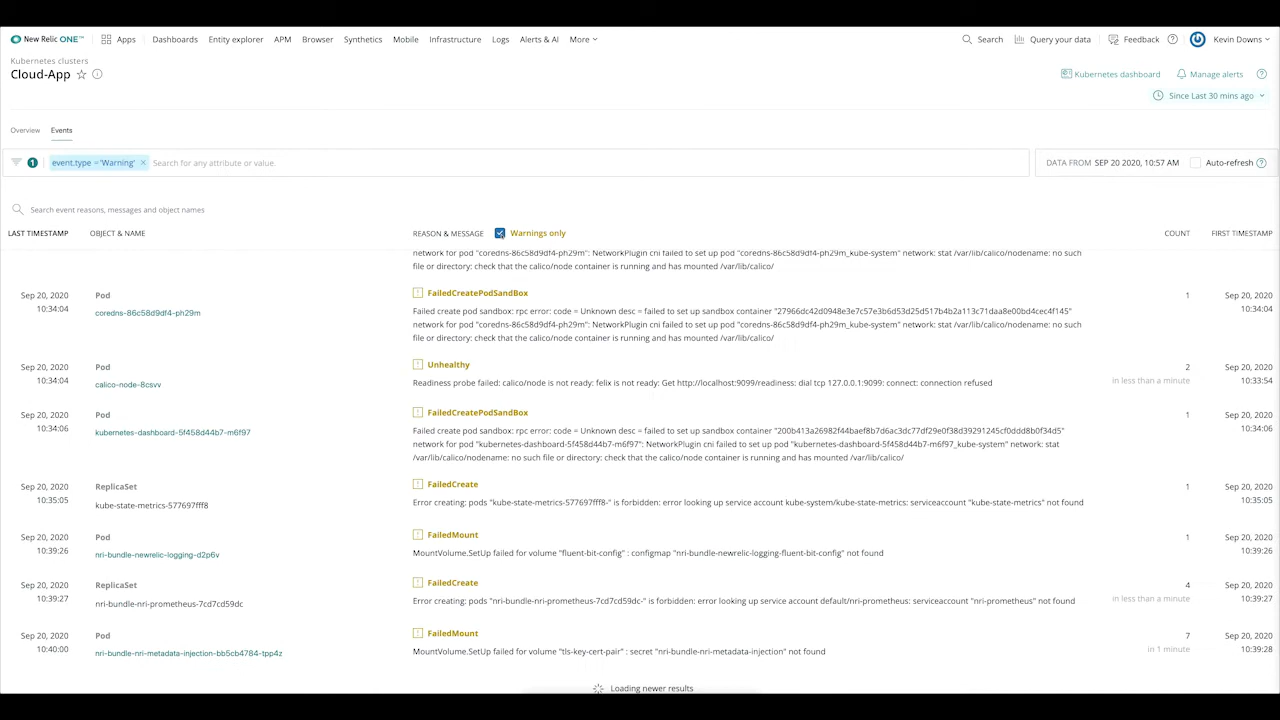 New Relic ONE™ Apps Dashboards Entity explorer APM Browser Synthetics Mobile Infrastructure Logs Alerts & AI More Search Query your data Feedback Kevin Downs
Kubernetes clusters
Cloud-App
Kubernetes dashboard Manage alerts
Since Last 30 mins ago
Overview Events
1 event.type = 'Warning' × Search for any attribute or value. DATA FROM SEP 20 2020, 10:57 AM Auto-refresh
Search event reasons, messages and object names
LAST TIMESTAMP OBJECT & NAME REASON & MESSAGE Warnings only COUNT FIRST TIMESTAMP
network for pod "coredns-86c58d9df4-ph29m": NetworkPlugin cni failed to set up pod "coredns-86c58d9df4-ph29m_kube-system" network: stat /var/lib/calico/nodename: no such
file or directory: check that the calico/node container is running and has mounted /var/lib/calico/
Sep 20, 2020 Pod FailedCreatePodSandBox 1 Sep 20, 2020
10:34:04 coredns-86c58d9df4-ph29m 10:34:04
Failed create pod sandbox: rpc error: code = Unknown desc = failed to set up sandbox container "27966dc42d0948e3e7c57e3b6d53d25d517b4b2a113c71daa8e00bd4cec4f145"
network for pod "coredns-86c58d9df4-ph29m": NetworkPlugin cni failed to set up pod "coredns-86c58d9df4-ph29m_kube-system" network: stat /var/lib/calico/nodename: no such
file or directory: check that the calico/node container is running and has mounted /var/lib/calico/
Sep 20, 2020 Pod Unhealthy 2 Sep 20, 2020
10:34:04 calico-node-8csvv in less than a minute 10:33:54
Readiness probe failed: calico/node is not ready: felix is not ready: Get http://localhost:9099/readiness: dial tcp 127.0.0.1:9099: connect: connection refused
Sep 20, 2020 Pod FailedCreatePodSandBox 1 Sep 20, 2020
10:34:06 kubernetes-dashboard-5f458d44b7-m6f97 10:34:06
Failed create pod sandbox: rpc error: code = Unknown desc = failed to set up sandbox container "200b413a26982f44baef8b7d6ac3dc77df29e0f38d39291245cf0ddd8b0f34d5"
network for pod "kubernetes-dashboard-5f458d44b7-m6f97": NetworkPlugin cni failed to set up pod "kubernetes-dashboard-5f458d44b7-m6f97_kube-system" network: stat
/var/lib/calico/nodename: no such file or directory: check that the calico/node container is running and has mounted /var/lib/calico/
Sep 20, 2020 ReplicaSet FailedCreate 1 Sep 20, 2020
10:35:05 kube-state-metrics-577697fff8 10:35:05
Error creating: pods "kube-state-metrics-577697fff8-" is forbidden: error looking up service account kube-system/kube-state-metrics: serviceaccount "kube-state-metrics" not found
Sep 20, 2020 Pod FailedMount 1 Sep 20, 2020
10:39:26 nri-bundle-newrelic-logging-d2p6v 10:39:26
MountVolume.SetUp failed for volume "fluent-bit-config" : configmap "nri-bundle-newrelic-logging-fluent-bit-config" not found
Sep 20, 2020 ReplicaSet FailedCreate 4 Sep 20, 2020
10:39:27 nri-bundle-nri-prometheus-7cd7cd59dc in less than a minute 10:39:27
Error creating: pods "nri-bundle-nri-prometheus-7cd7cd59dc-" is forbidden: error looking up service account default/nri-prometheus: serviceaccount "nri-prometheus" not found
Sep 20, 2020 Pod FailedMount 7 Sep 20, 2020
10:40:00 nri-bundle-nri-metadata-injection-bb5cb4784-tpp4z in 1 minute 10:39:28
MountVolume.SetUp failed for volume "tls-key-cert-pair" : secret "nri-bundle-nri-metadata-injection" not found
Loading newer results